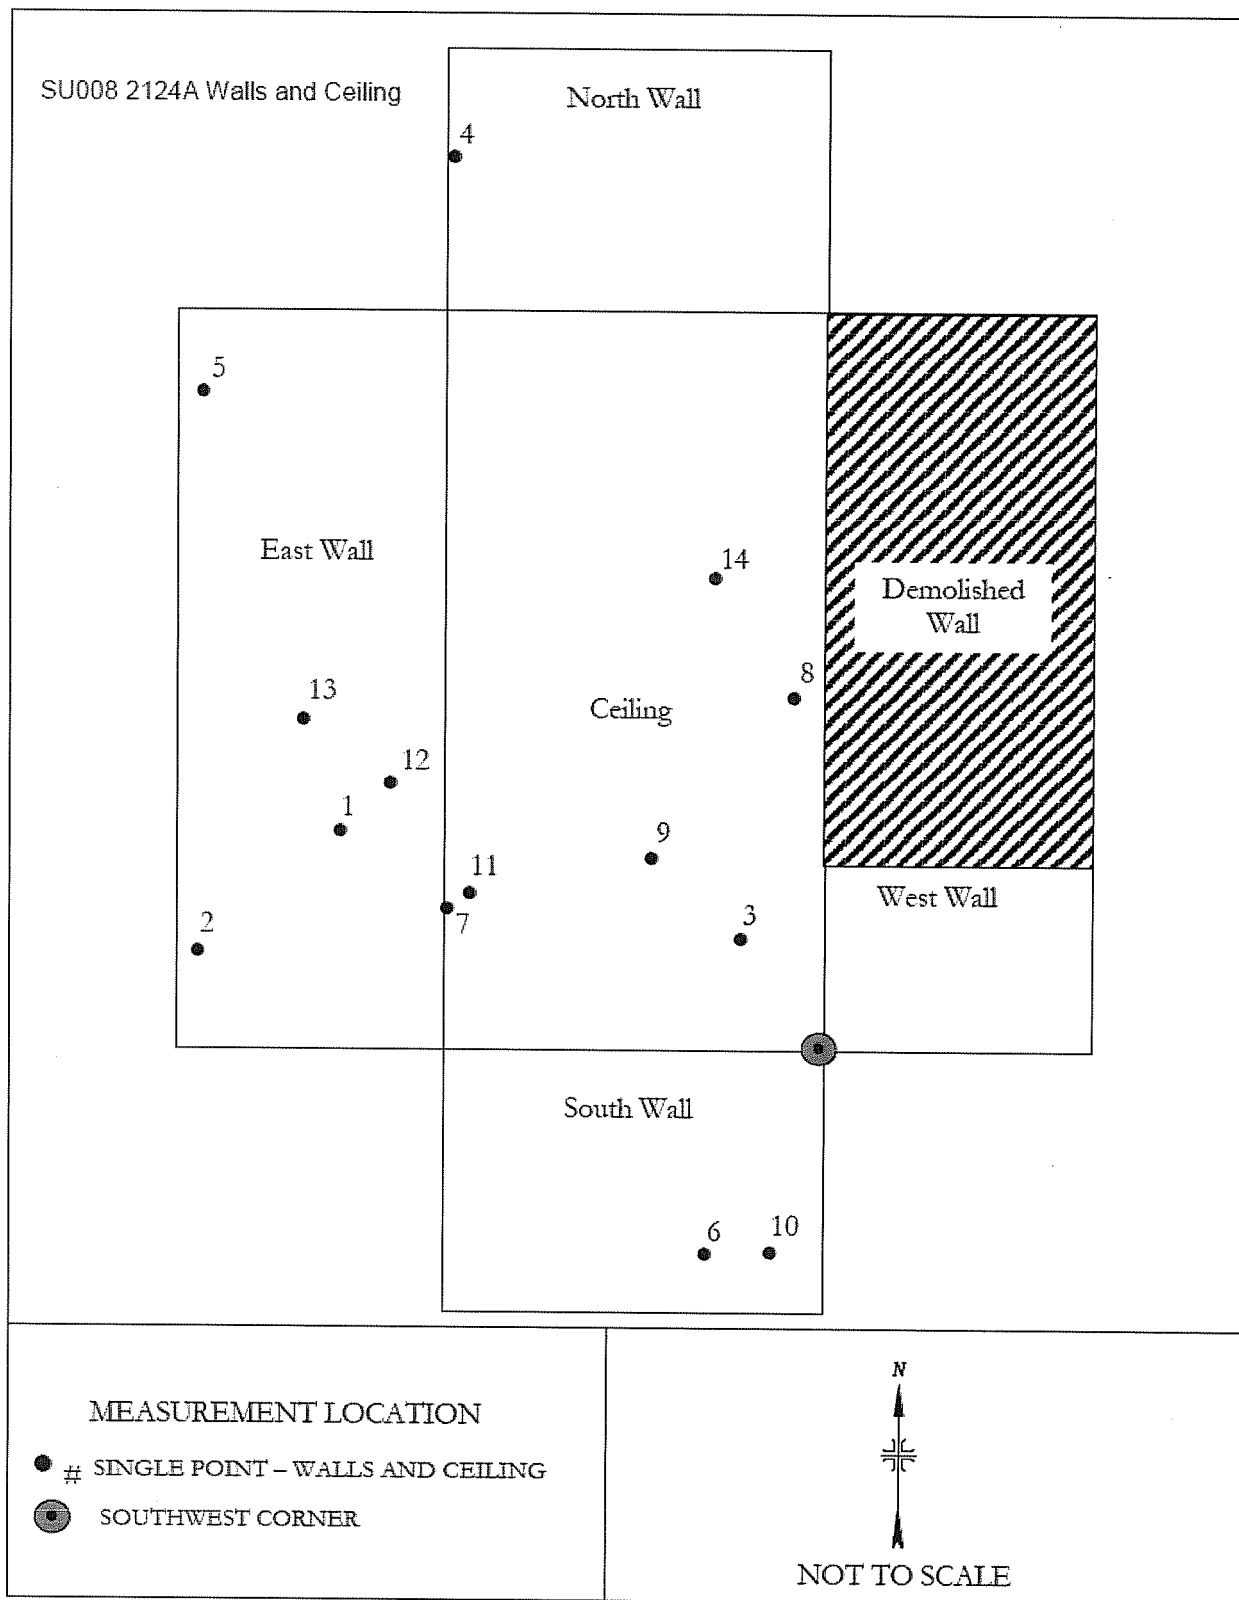 SU008 2124A Walls and Ceiling
North Wall
4
5
East Wall
14
Demolished
Wall
13
8
Ceiling
12
1
9
11
7
West Wall
2
3
South Wall
6
10
MEASUREMENT LOCATION
# SINGLE POINT – WALLS AND CEILING
SOUTHWEST CORNER
N
NOT TO SCALE